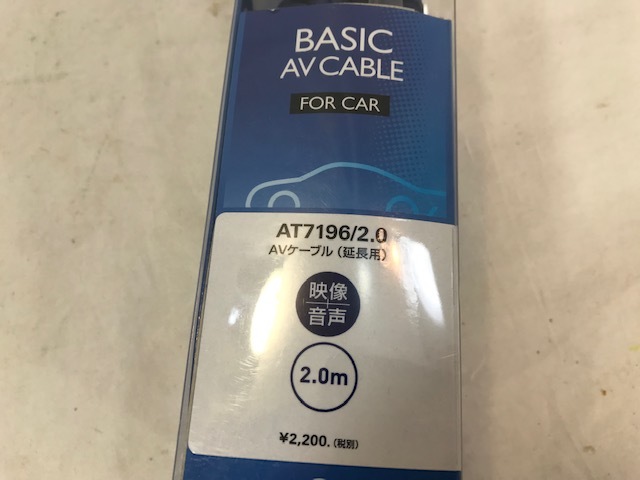 BASIC
AV CABLE
FOR CAR
AT7196/2.0
AVケーブル（延長用）
映像
音声
2.0m
¥2,200.（税別）